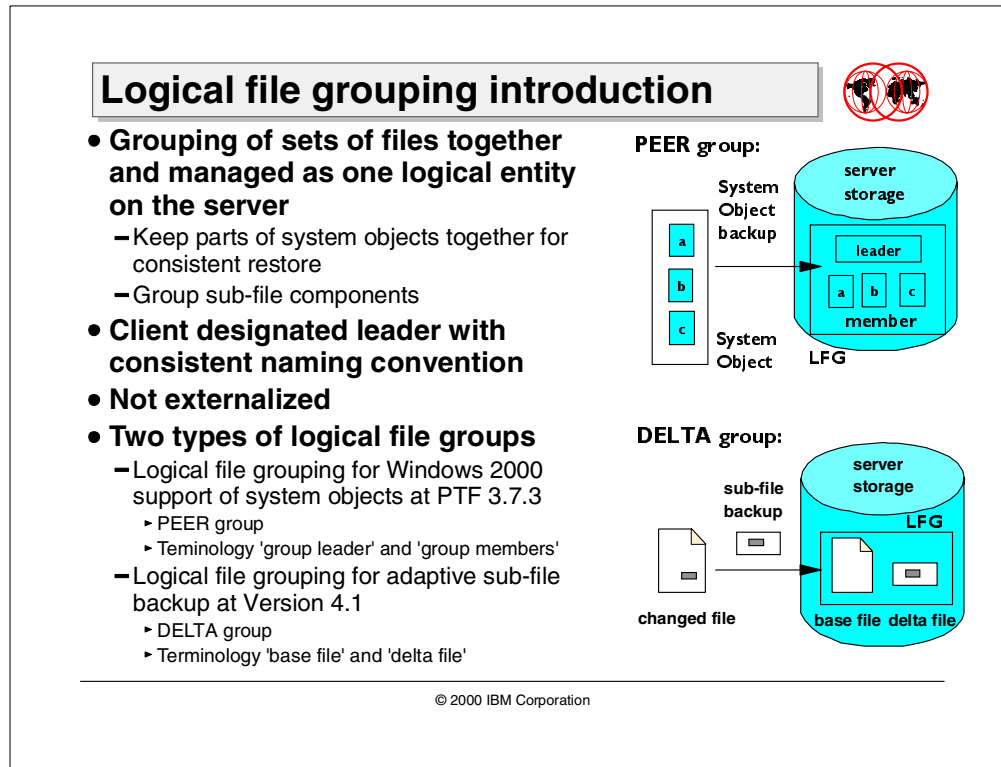 Logical file grouping introduction
• Grouping of sets of files together
and managed as one logical entity
on the server
– Keep parts of system objects together for
consistent restore
– Group sub-file components
• Client designated leader with
consistent naming convention
• Not externalized
• Two types of logical file groups
– Logical file grouping for Windows 2000
support of system objects at PTF 3.7.3
► PEER group
► Teminology 'group leader' and 'group members'
– Logical file grouping for adaptive sub-file
backup at Version 4.1
► DELTA group
► Terminology 'base file' and 'delta file'
PEER group:
System
Object
backup
server
storage
a
b
c
leader
a b c
member
System
Object
LFG
DELTA group:
sub-file
backup
server
storage
LFG
changed file
base file delta file
© 2000 IBM Corporation